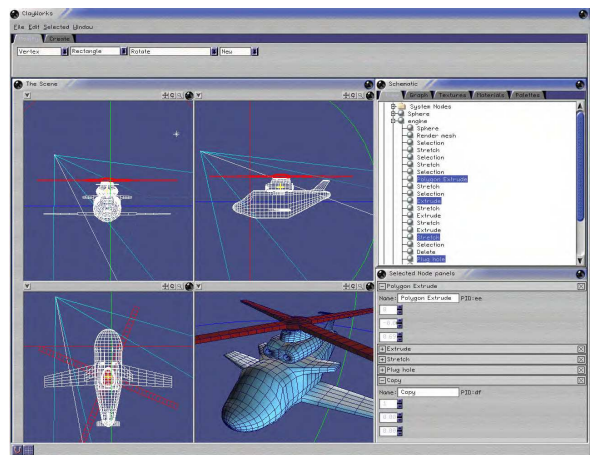 ClayWorks
File Edit Selected Window
Create
Vertex Rectangle Rotate New
The Scene
Schematic
Graph Textures Materials Palettes
System Nodes
Sphere
engine
Sphere
Render mesh
Selection
Stretch
Selection
Stretch
Selection
Polygon Extrude
Stretch
Selection
Extrude
Stretch
Extrude
Stretch
Extrude
Stretch
Selection
Delete
Plug hole
Selected Node panels
Polygon Extrude
Name: Polygon Extrude PID:ee
Extrude
Stretch
Plug hole
Copy
Name: Copy PID:df